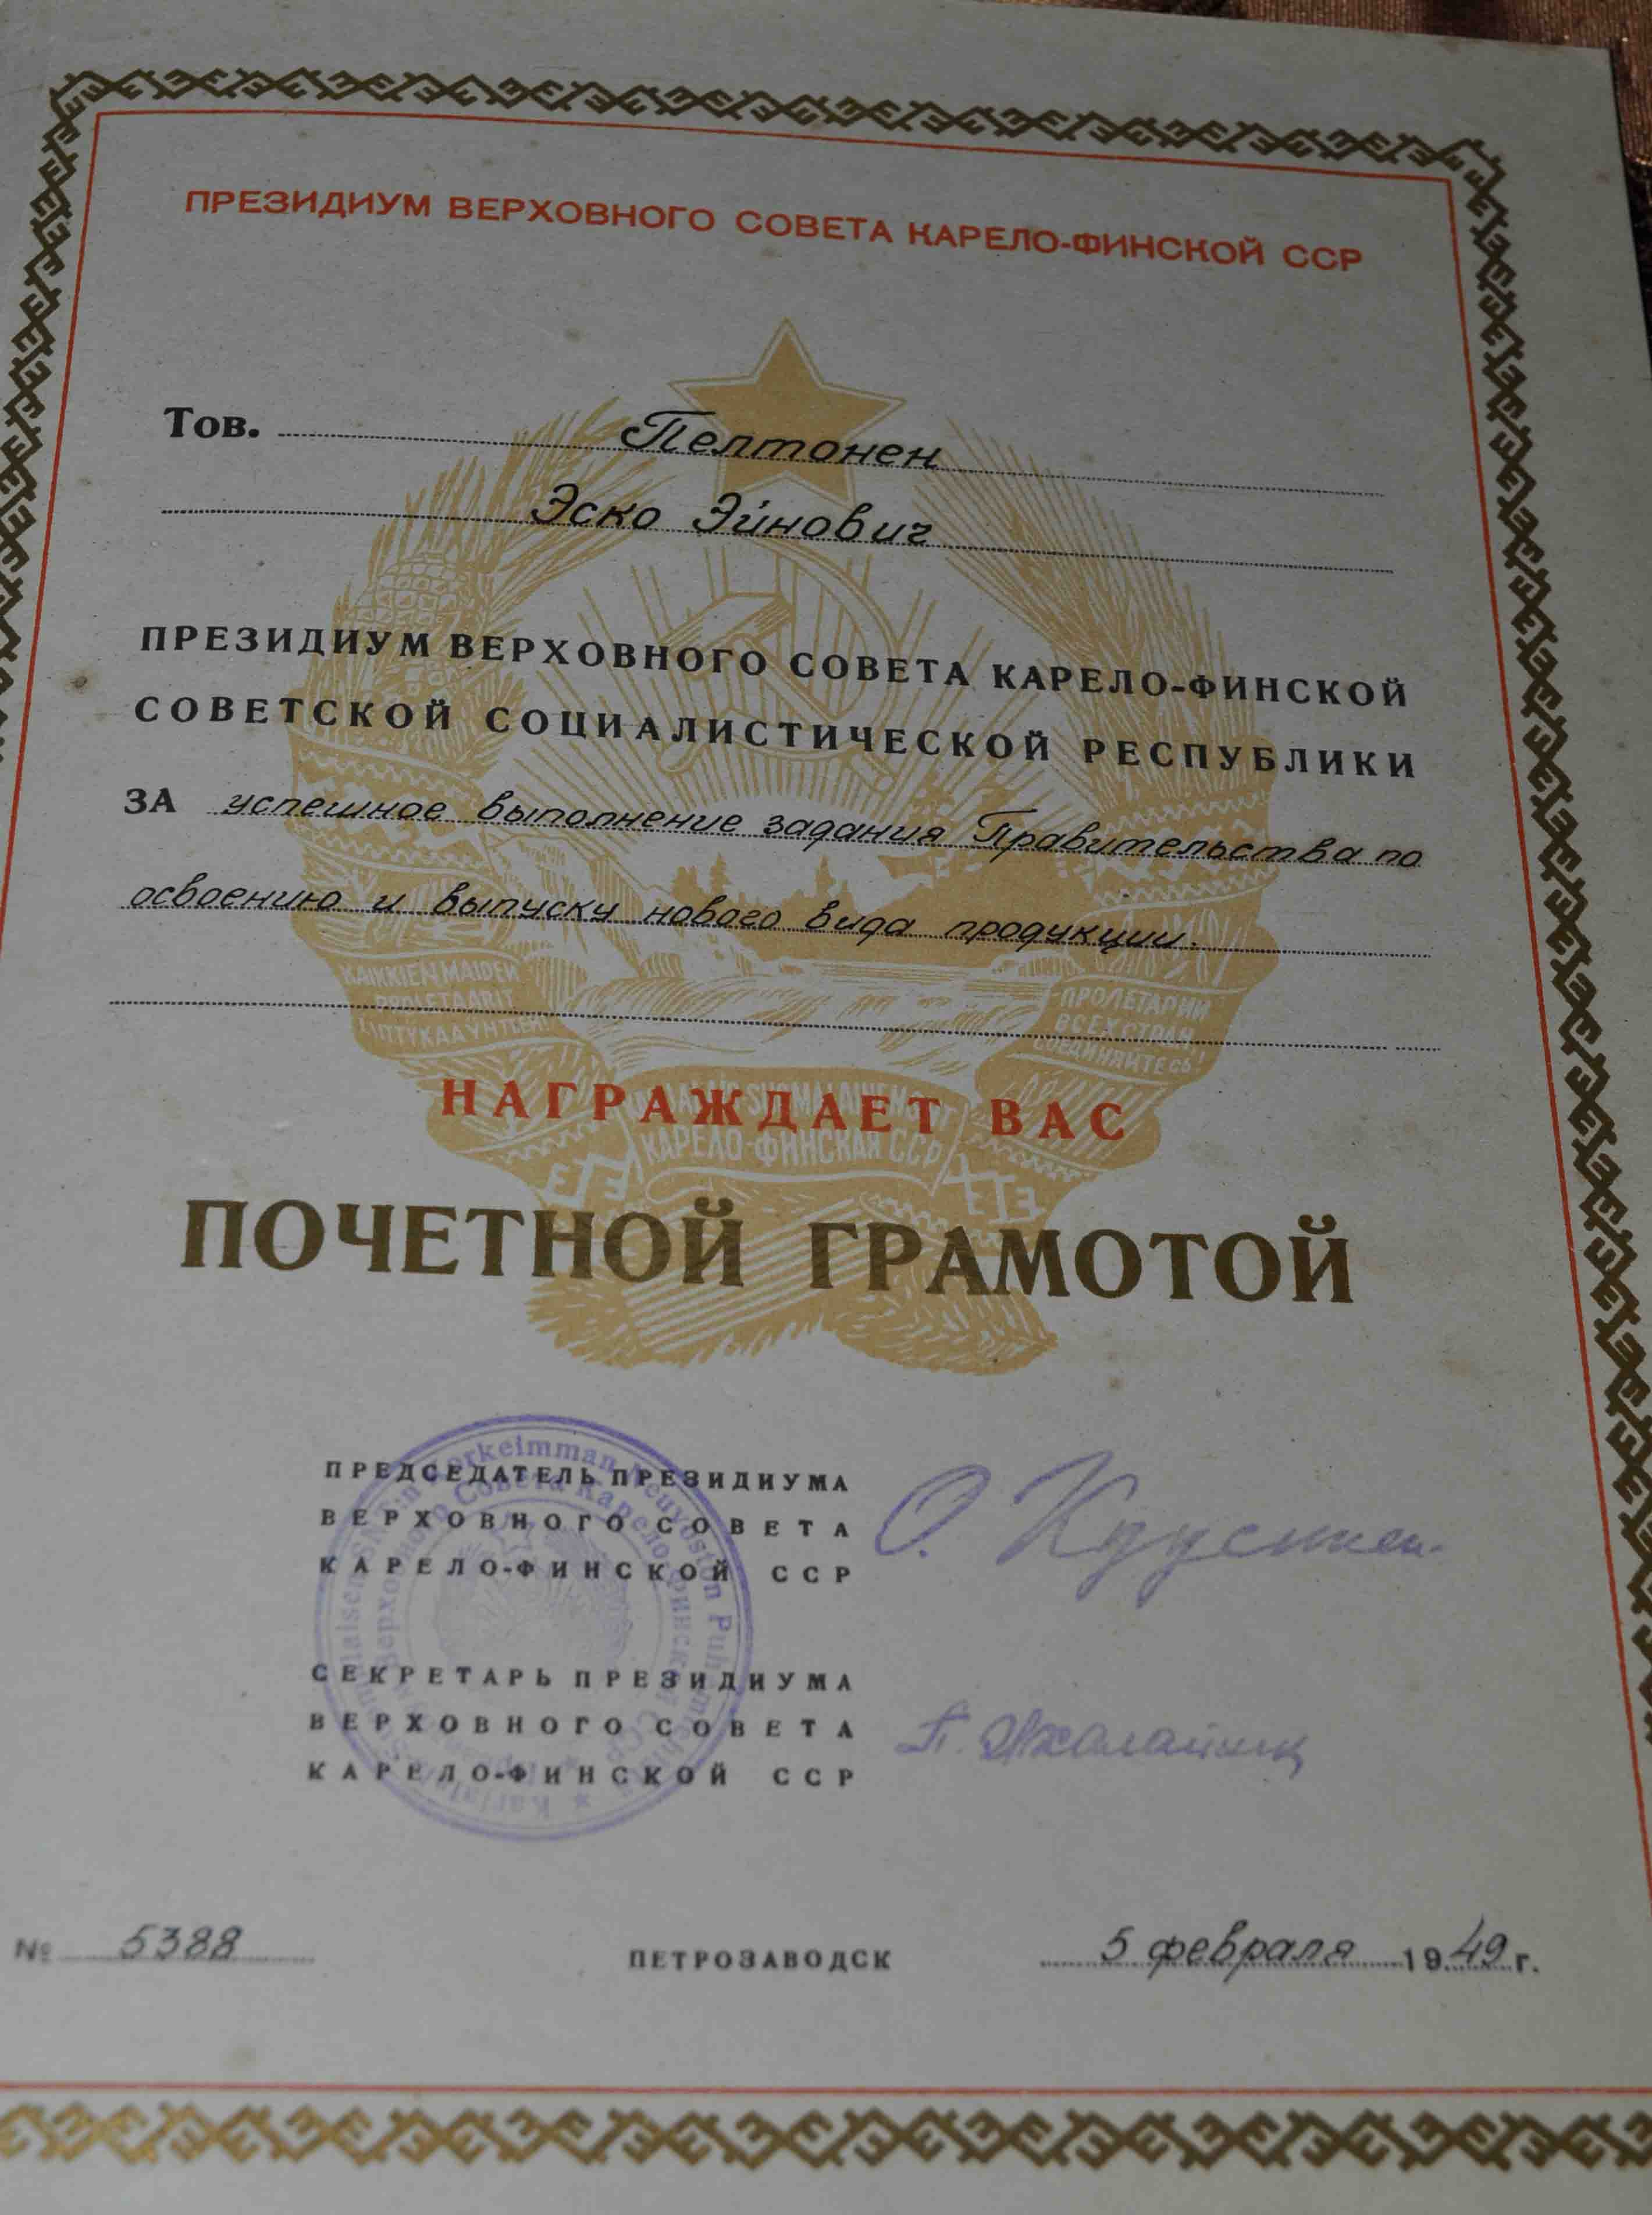 ПРЕЗИДИУМ ВЕРХОВНОГО СОВЕТА КАРЕЛО-ФИНСКОЙ ССР
Тов. Пелтонен
Эско Эйнович
ПРЕЗИДИУМ ВЕРХОВНОГО СОВЕТА КАРЕЛО-ФИНСКОЙ
СОВЕТСКОЙ СОЦИАЛИСТИЧЕСКОЙ РЕСПУБЛИКИ
ЗА успешное выполнение задания Правительства по
освоению и выпуску нового вида продукции.
KAIKKIEN MAIDEN
PROLETAARIT
LIITTYKÄÄ YHTEEN!
ПРОЛЕТАРИИ
ВСЕХ СТРАН
СОЕДИНЯЙТЕСЬ!
НАГРАЖДАЕТ ВАС
КАРЕЛО-ФИНСКАЯ ССР
ПОЧЕТНОЙ ГРАМОТОЙ
ПРЕДСЕДАТЕЛЬ ПРЕЗИДИУМА
ВЕРХОВНОГО СОВЕТА
КАРЕЛО-ФИНСКОЙ ССР
О. Куусинен
СЕКРЕТАРЬ ПРЕЗИДИУМА
ВЕРХОВНОГО СОВЕТА
КАРЕЛО-ФИНСКОЙ ССР
№ 5388
ПЕТРОЗАВОДСК
5 февраля 1949 г.